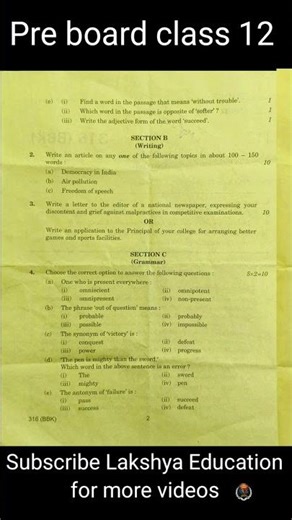 Pre board class 12
(e) (i) Find a word in the passage that means 'without trouble'. 1
(ii) Which word in the passage is opposite of 'softer' ? 1
(iii) Write the adjective form of the word 'succeed'. 1
SECTION B
(Writing)
2. Write an article on any one of the following topics in about 100 – 150
words : 10
(a) Democracy in India
(b) Air pollution
(c) Freedom of speech
3. Write a letter to the editor of a national newspaper, expressing your
discontent and grief against malpractices in competitive examinations. 10
OR
Write an application to the Principal of your college for arranging better
games and sports facilities.
SECTION C
(Grammar)
4. Choose the correct option to answer the following questions : 5×2=10
(a) One who is present everywhere :
(i) omniscient (ii) omnipotent
(iii) omnipresent (iv) non-present
(b) The phrase 'out of question' means :
(i) probable (ii) probably
(iii) possible (iv) impossible
(c) The synonym of 'victory' is :
(i) conquest (ii) defeat
(iii) power (iv) progress
(d) 'The pen is mighty than the sword.'
Which word in the above sentence is an error ?
(i) The (ii) sword
(iii) mighty (iv) pen
(e) The antonym of 'failure' is :
(i) pass (ii) succeed
(iii) success (iv) defeat
316 (BBK) 2
Subscribe Lakshya Education
for more videos